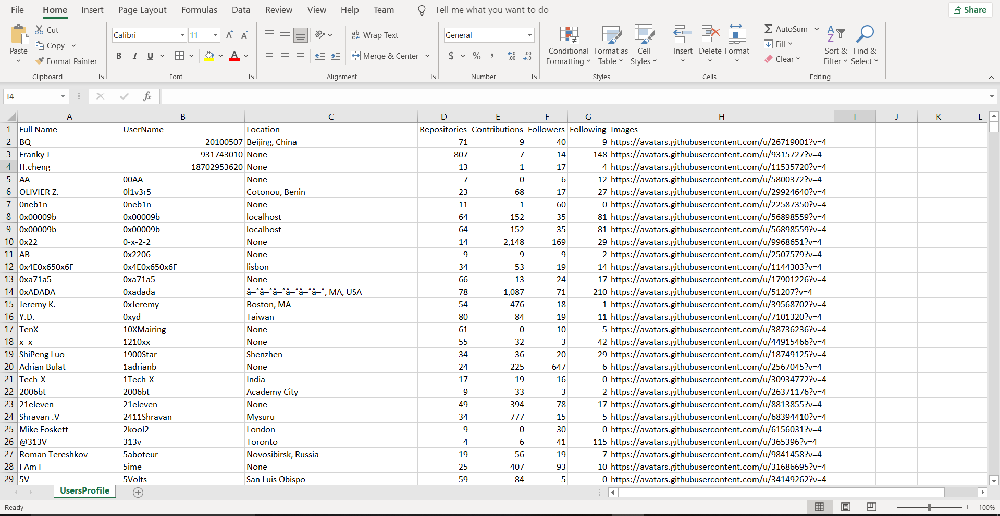 File Home Insert Page Layout Formulas Data Review View Help Team Tell me what you want to do Share
Paste Cut Copy Format Painter Clipboard
Calibri 11 B I U A Font
Wrap Text Merge & Center Alignment
General $ % , Number
Conditional Formatting Format as Table Cell Styles Styles
Insert Delete Format Cells
AutoSum Fill Clear Sort & Filter Find & Select Editing
I4 fx
A B C D E F G H I J K L
1 Full Name UserName Location Repositories Contributions Followers Following Images
2 BQ 20100507 Beijing, China 71 9 40 9 https://avatars.githubusercontent.com/u/26719001?v=4
3 Franky J 931743010 None 807 7 14 148 https://avatars.githubusercontent.com/u/9315727?v=4
4 H.cheng 18702953620 None 13 1 17 4 https://avatars.githubusercontent.com/u/11535720?v=4
5 AA 00AA None 7 0 6 12 https://avatars.githubusercontent.com/u/5800372?v=4
6 OLIVIER Z. 0l1v3r5 Cotonou, Benin 23 68 17 27 https://avatars.githubusercontent.com/u/29924640?v=4
7 0neb1n 0neb1n None 11 1 60 0 https://avatars.githubusercontent.com/u/22587350?v=4
8 0x00009b 0x00009b localhost 64 152 35 81 https://avatars.githubusercontent.com/u/56898559?v=4
9 0x00009b 0x00009b localhost 64 152 35 81 https://avatars.githubusercontent.com/u/56898559?v=4
10 0x22 0-x-2-2 None 14 2,148 169 29 https://avatars.githubusercontent.com/u/9968651?v=4
11 AB 0x2206 None 9 9 9 2 https://avatars.githubusercontent.com/u/2507579?v=4
12 0x4E0x650x6F 0x4E0x650x6F lisbon 34 53 19 14 https://avatars.githubusercontent.com/u/1144303?v=4
13 0xa71a5 0xa71a5 None 66 13 24 17 https://avatars.githubusercontent.com/u/17901226?v=4
14 0xADADA 0xadada â–ˆâ–ˆâ–ˆâ–ˆâ–ˆâ–ˆ, MA, USA 78 1,087 71 210 https://avatars.githubusercontent.com/u/51207?v=4
15 Jeremy K. 0xJeremy Boston, MA 54 476 18 1 https://avatars.githubusercontent.com/u/39568702?v=4
16 Y.D. 0xyd Taiwan 80 84 19 11 https://avatars.githubusercontent.com/u/7101320?v=4
17 TenX 10XMairing None 61 0 10 5 https://avatars.githubusercontent.com/u/38736236?v=4
18 x_x 1210xx None 55 32 3 42 https://avatars.githubusercontent.com/u/44915466?v=4
19 ShiPeng Luo 1900Star Shenzhen 34 36 20 29 https://avatars.githubusercontent.com/u/18749125?v=4
20 Adrian Bulat 1adrianb None 24 225 647 6 https://avatars.githubusercontent.com/u/2567045?v=4
21 Tech-X 1Tech-X India 17 19 16 0 https://avatars.githubusercontent.com/u/30934772?v=4
22 2006bt 2006bt Academy City 9 33 3 2 https://avatars.githubusercontent.com/u/26371176?v=4
23 21eleven 21eleven None 49 394 78 17 https://avatars.githubusercontent.com/u/8813855?v=4
24 Shravan .V 2411Shravan Mysuru 34 777 15 5 https://avatars.githubusercontent.com/u/68394410?v=4
25 Mike Foskett 2kool2 London 9 0 30 0 https://avatars.githubusercontent.com/u/6156031?v=4
26 @313V 313v Toronto 4 6 41 115 https://avatars.githubusercontent.com/u/365396?v=4
27 Roman Tereshkov 5aboteur Novosibirsk, Russia 19 56 19 7 https://avatars.githubusercontent.com/u/9841458?v=4
28 I Am I 5ime None 25 407 93 10 https://avatars.githubusercontent.com/u/31686695?v=4
29 5V 5Volts San Luis Obispo 59 84 5 0 https://avatars.githubusercontent.com/u/34149262?v=4
UsersProfile
Ready 100%